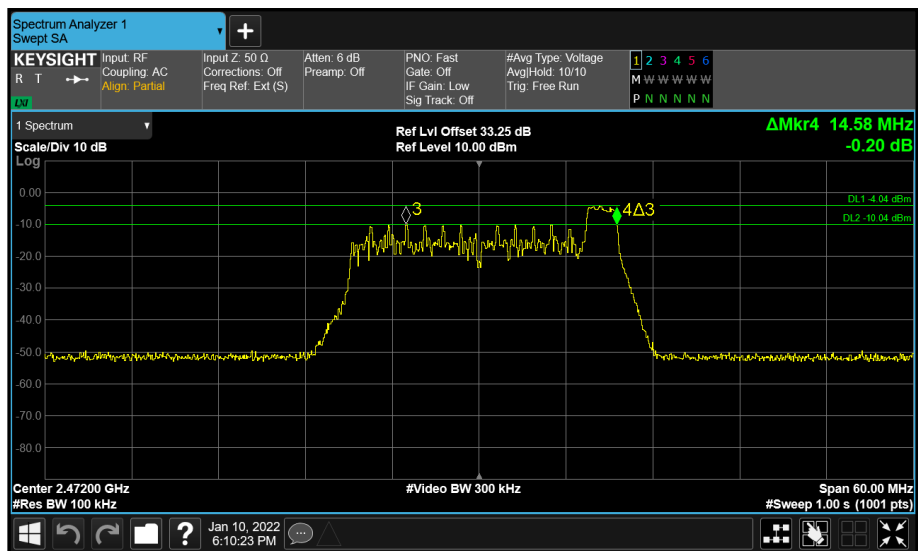 Spectrum Analyzer 1
Swept SA
+
KEYSIGHT Input: RF Input Z: 50 Ω Atten: 6 dB PNO: Fast #Avg Type: Voltage 1 2 3 4 5 6
R T Coupling: AC Corrections: Off Preamp: Off Gate: Off Avg|Hold: 10/10 M W W W W W
Align: Partial Freq Ref: Ext (S) IF Gain: Low Trig: Free Run
LXI Sig Track: Off P N N N N N
1 Spectrum Ref Lvl Offset 33.25 dB ΔMkr4 14.58 MHz
Scale/Div 10 dB Ref Level 10.00 dBm -0.20 dB
Log
0.00
DL1 -4.04 dBm
3 4Δ3
DL2 -10.04 dBm
-10.0
-20.0
-30.0
-40.0
-50.0
-60.0
-70.0
-80.0
Center 2.47200 GHz #Video BW 300 kHz Span 60.00 MHz
#Res BW 100 kHz #Sweep 1.00 s (1001 pts)
? Jan 10, 2022
6:10:23 PM